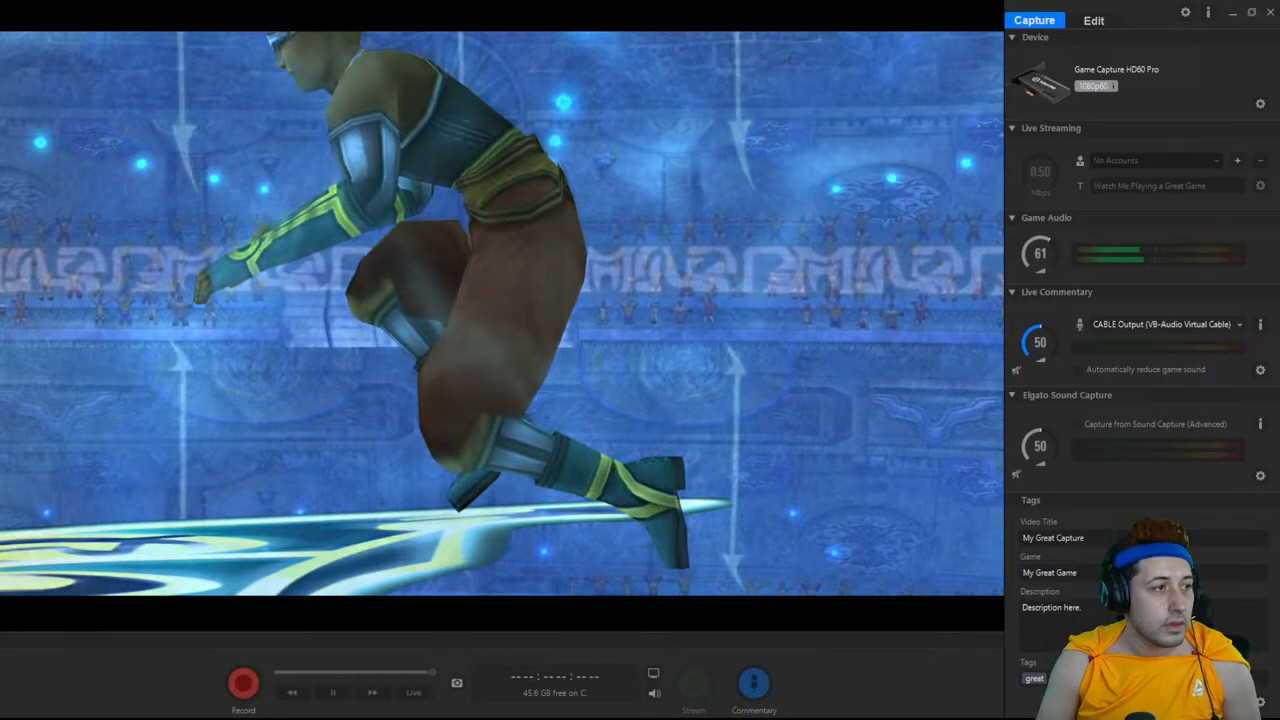 Capture
Edit
Device
Game Capture HD60 Pro
1080p60
Live Streaming
0.50
Mbps
No Accounts
Watch Me Playing a Great Game
Game Audio
61
Live Commentary
50
CABLE Output (VB-Audio Virtual Cable)
Automatically reduce game sound
Elgato Sound Capture
Capture from Sound Capture (Advanced)
50
Tags
Video Title
My Great Capture
Game
My Great Game
Description
Description here.
Tags
great
Live
-- -- : -- -- : -- --
45.6 GB free on C:
Record
Stream
Commentary